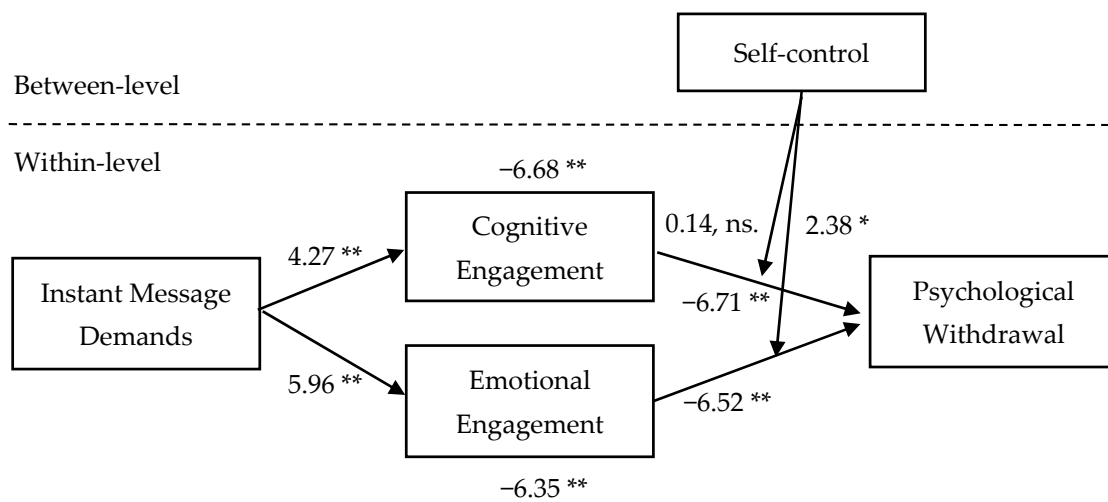 Self-control
Between-level
Within-level
−6.68 **
Cognitive
Engagement
0.14, ns.
2.38 *
4.27 **
Instant Message
Demands
−6.71 **
Psychological
Withdrawal
5.96 **
Emotional
Engagement
−6.52 **
−6.35 **